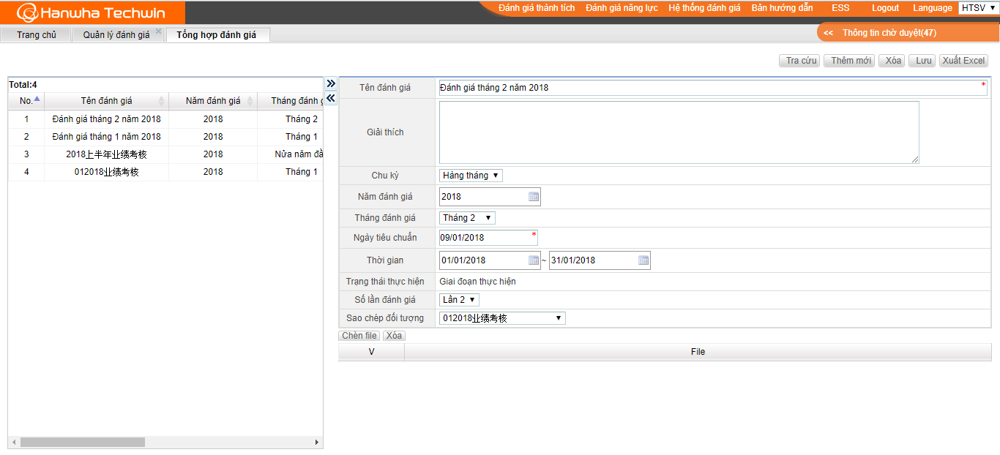 Hanwha Techwin
Đánh giá thành tích Đánh giá năng lực Hệ thống đánh giá Bản hướng dẫn ESS Logout Language HTSV
Trang chủ Quản lý đánh giá Tổng hợp đánh giá
<< Thông tin chờ duyệt(47)
Tra cứu Thêm mới Xóa Lưu Xuất Excel
Total:4
No. Tên đánh giá Năm đánh giá Tháng đánh g
1 Đánh giá tháng 2 năm 2018 2018 Tháng 2
2 Đánh giá tháng 1 năm 2018 2018 Tháng 1
3 2018上半年业绩考核 2018 Nửa năm đầ
4 012018业绩考核 2018 Tháng 1
Tên đánh giá Đánh giá tháng 2 năm 2018 *
Giải thích
Chu kỳ Hàng tháng
Năm đánh giá 2018
Tháng đánh giá Tháng 2
Ngày tiêu chuẩn 09/01/2018 *
Thời gian 01/01/2018 ~ 31/01/2018
Trạng thái thực hiện Giai đoạn thực hiện
Số lần đánh giá Lần 2
Sao chép đối tượng 012018业绩考核
Chèn file Xóa
V File